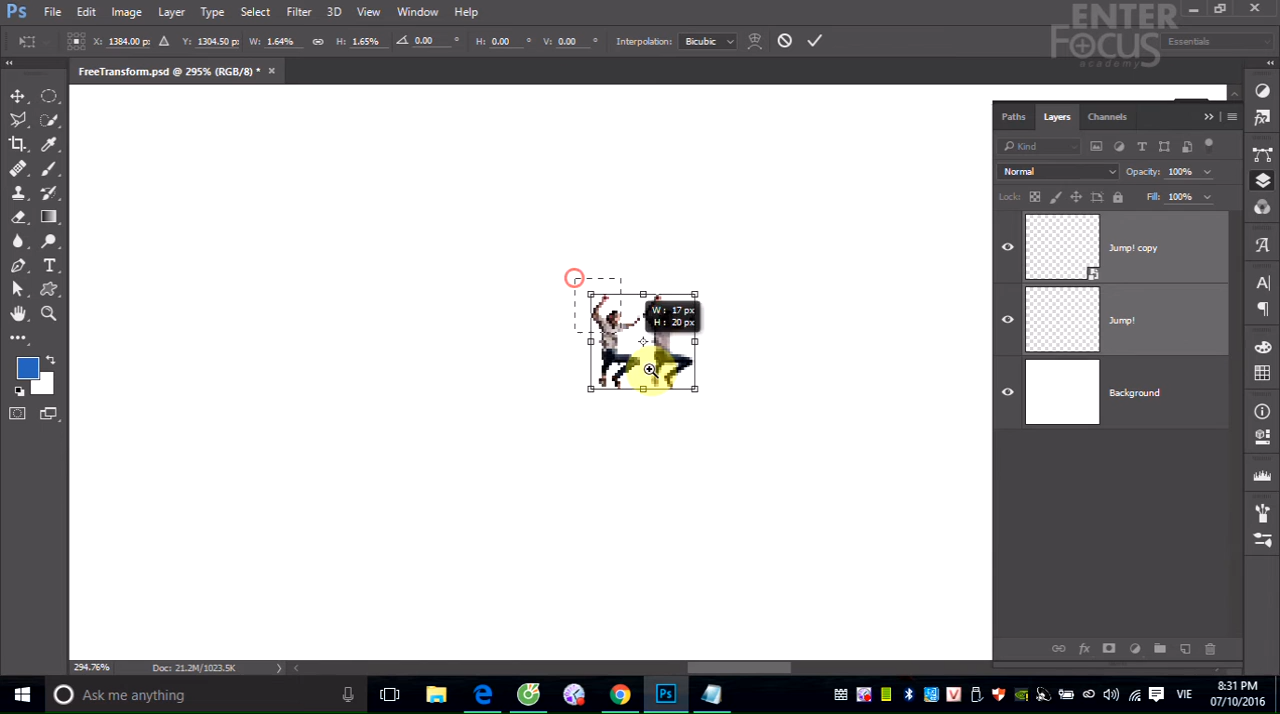 Ps File Edit Image Layer Type Select Filter 3D View Window Help
ENTER
FOCUS
academy
X: 1384.00 px Y: 1304.50 p: W: 1.64% H: 1.65% 0.00 ° H: 0.00 ° V: 0.00 ° Interpolation: Bicubic Essentials
FreeTransform.psd @ 295% (RGB/8) * ×
Paths Layers Channels
Kind
Normal Opacity: 100%
Lock: Fill: 100%
Jump! copy
W: 17 px
H: 20 px
Jump!
Background
294.76% Doc: 21.2M/1023.5K
Ask me anything
VIE
8:31 PM
07/10/2016